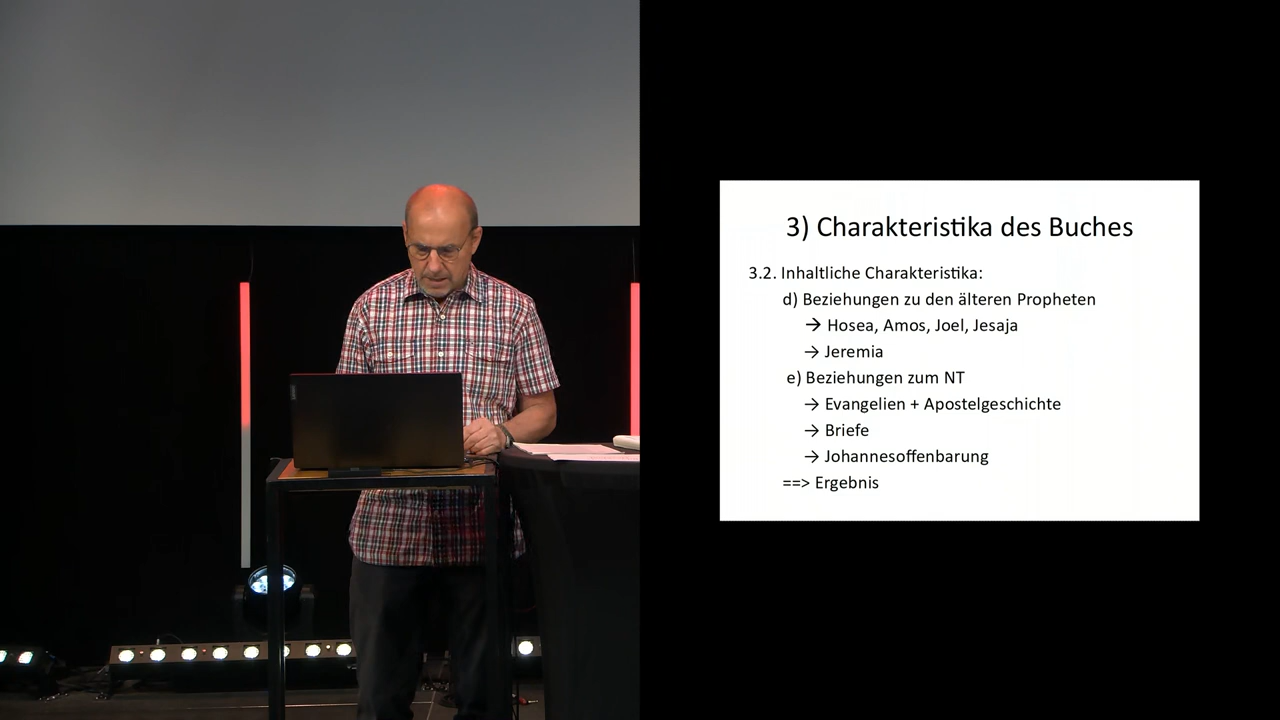 3) Charakteristika des Buches
3.2. Inhaltliche Charakteristika:
d) Beziehungen zu den älteren Propheten
→ Hosea, Amos, Joel, Jesaja
→ Jeremia
e) Beziehungen zum NT
→ Evangelien + Apostelgeschichte
→ Briefe
→ Johannesoffenbarung
==> Ergebnis